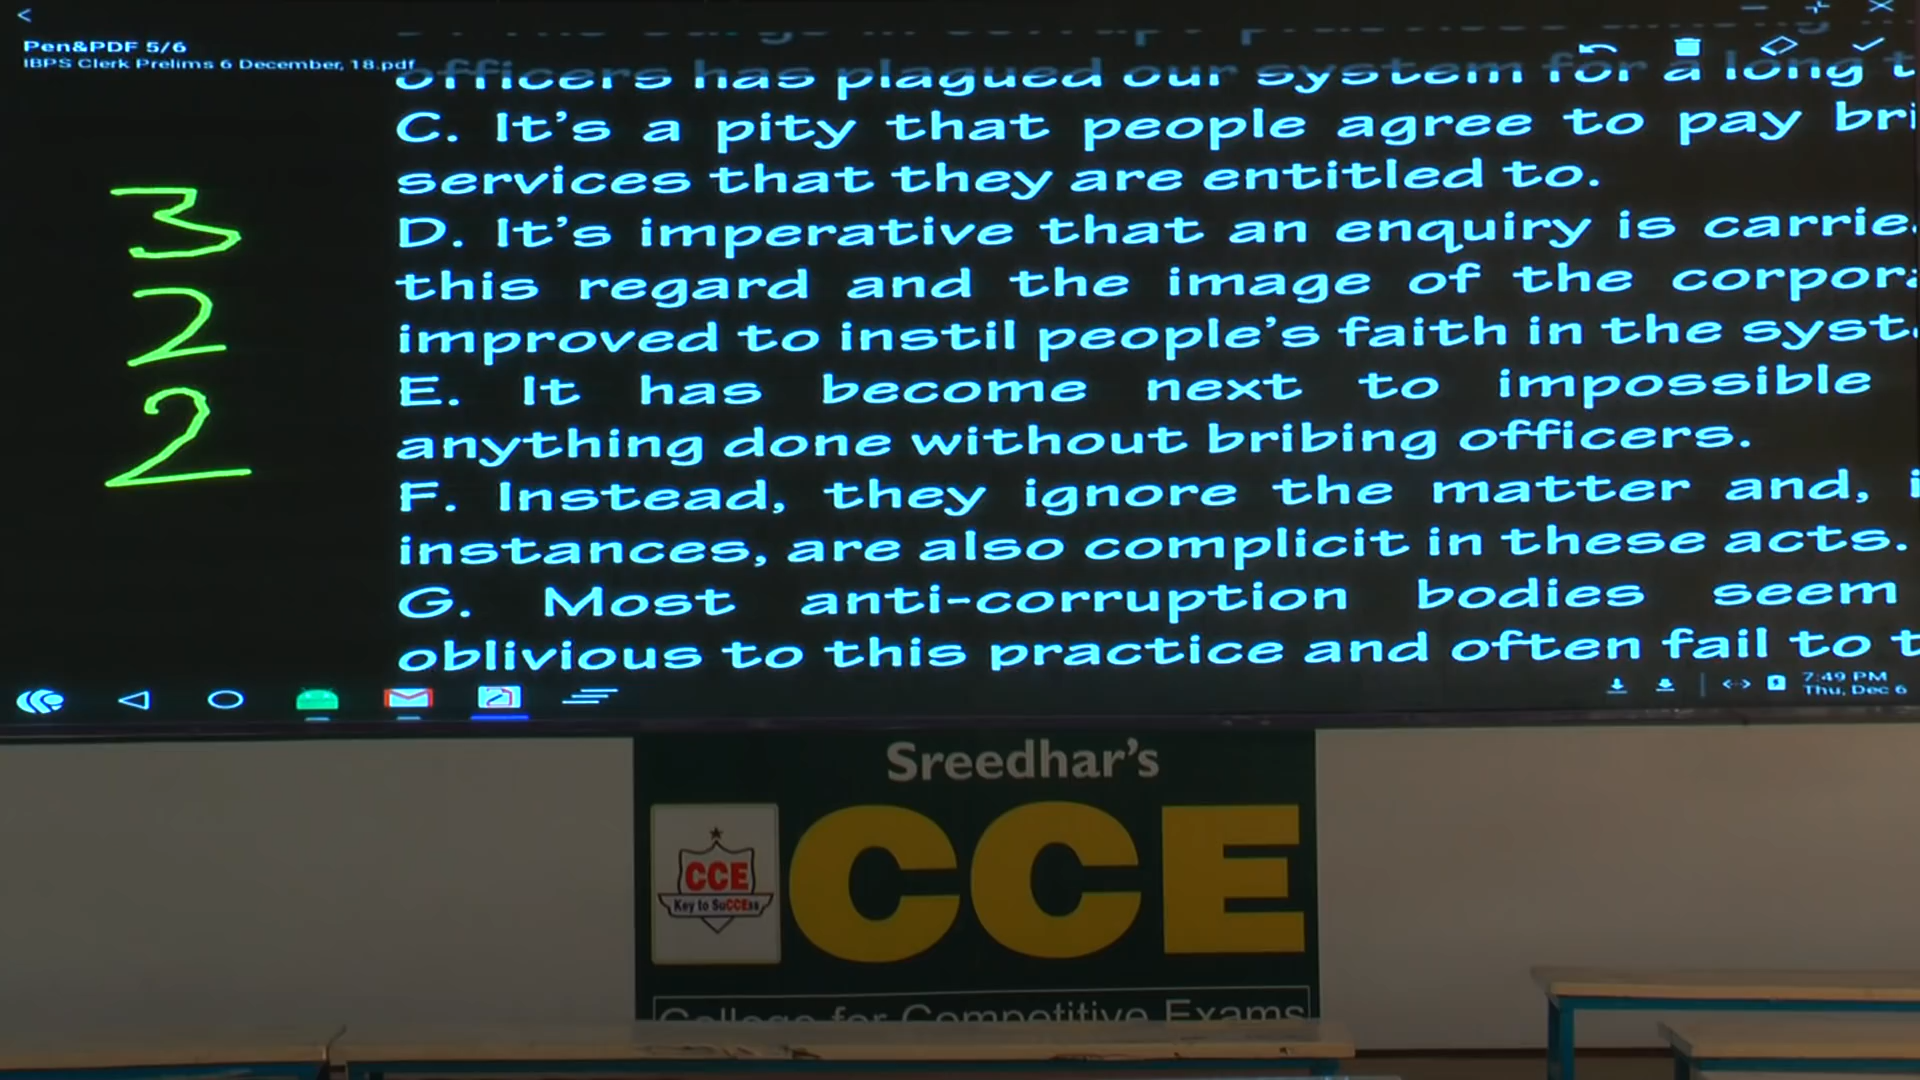 Pen&PDF 5/6
IBPS Clerk Prelims 6 December, 18.pdf
officers has plagued our system for a long t
C. It's a pity that people agree to pay bri
services that they are entitled to.
D. It's imperative that an enquiry is carrie
this regard and the image of the corpora
improved to instil people's faith in the syst
E. It has become next to impossible
anything done without bribing officers.
F. Instead, they ignore the matter and, i
instances, are also complicit in these acts.
G. Most anti-corruption bodies seem
oblivious to this practice and often fail to t
3
2
2
7:49 PM
Thu, Dec 6
Sreedhar's
CCE
CCE
Key to SuCCEss
College for Competitive Exams